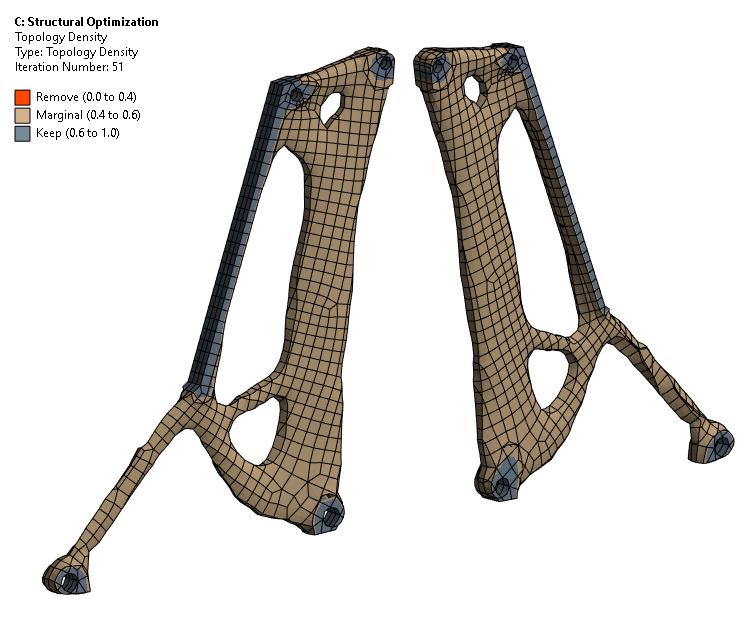 C: Structural Optimization
Topology Density
Type: Topology Density
Iteration Number: 51
Remove (0.0 to 0.4)
Marginal (0.4 to 0.6)
Keep (0.6 to 1.0)